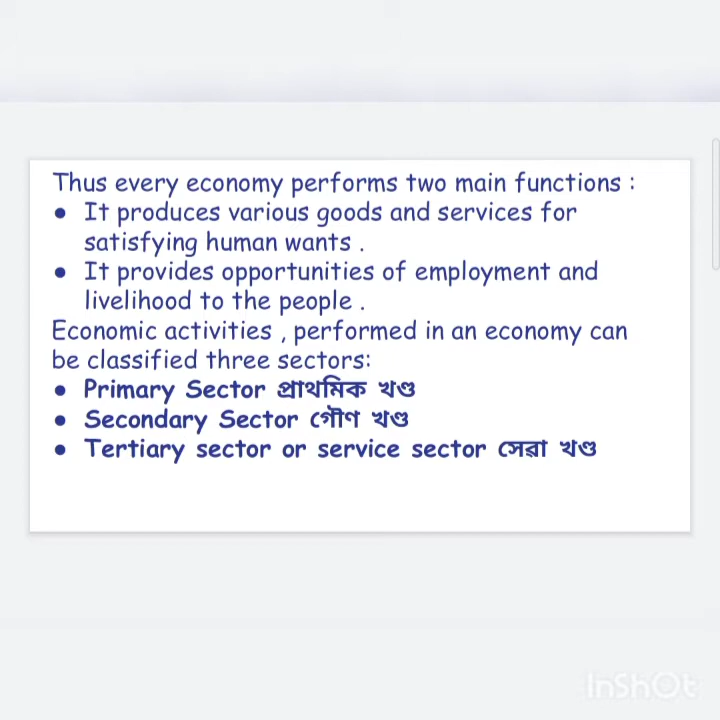 Thus every economy performs two main functions :
● It produces various goods and services for
satisfying human wants .
● It provides opportunities of employment and
livelihood to the people .
Economic activities , performed in an economy can
be classified three sectors:
● Primary Sector প্ৰাথমিক খণ্ড
● Secondary Sector গৌণ খণ্ড
● Tertiary sector or service sector সেৱা খণ্ড
InShOt